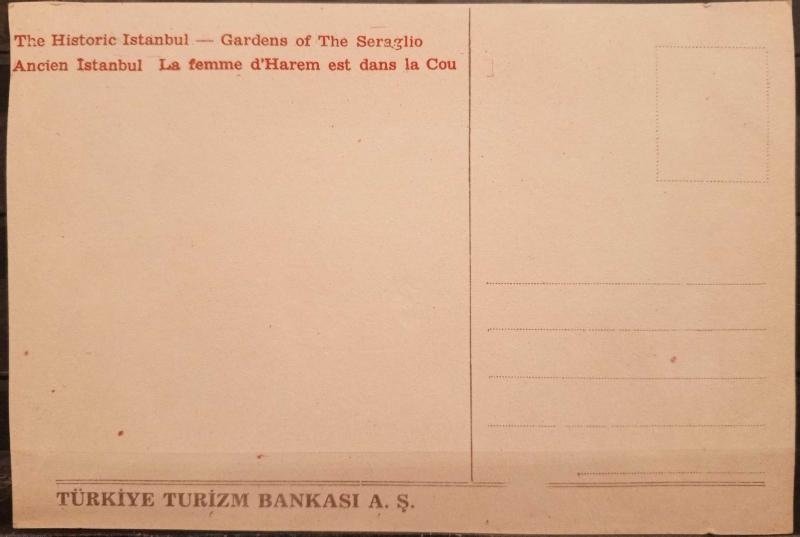 The Historic Istanbul — Gardens of The Seraglio
Ancien İstanbul La femme d'Harem est dans la Cou
TÜRKİYE TURİZM BANKASI A. Ş.